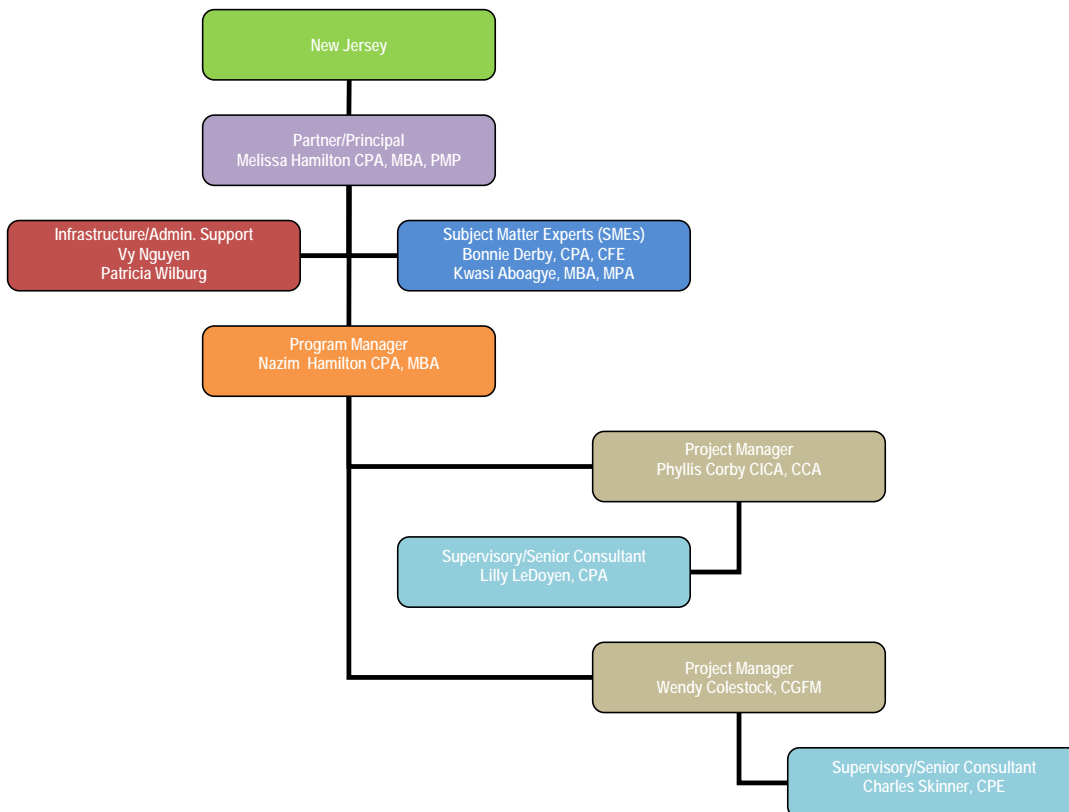 New Jersey
Partner/Principal
Melissa Hamilton CPA, MBA, PMP
Infrastructure/Admin. Support
Vy Nguyen
Patricia Wilburg
Subject Matter Experts (SMEs)
Bonnie Derby, CPA, CFE
Kwasi Aboagye, MBA, MPA
Program Manager
Nazim  Hamilton CPA, MBA
Project Manager
Phyllis Corby CICA, CCA
Supervisory/Senior Consultant
Lilly LeDoyen, CPA
Project Manager
Wendy Colestock, CGFM
Supervisory/Senior Consultant
Charles Skinner, CPE